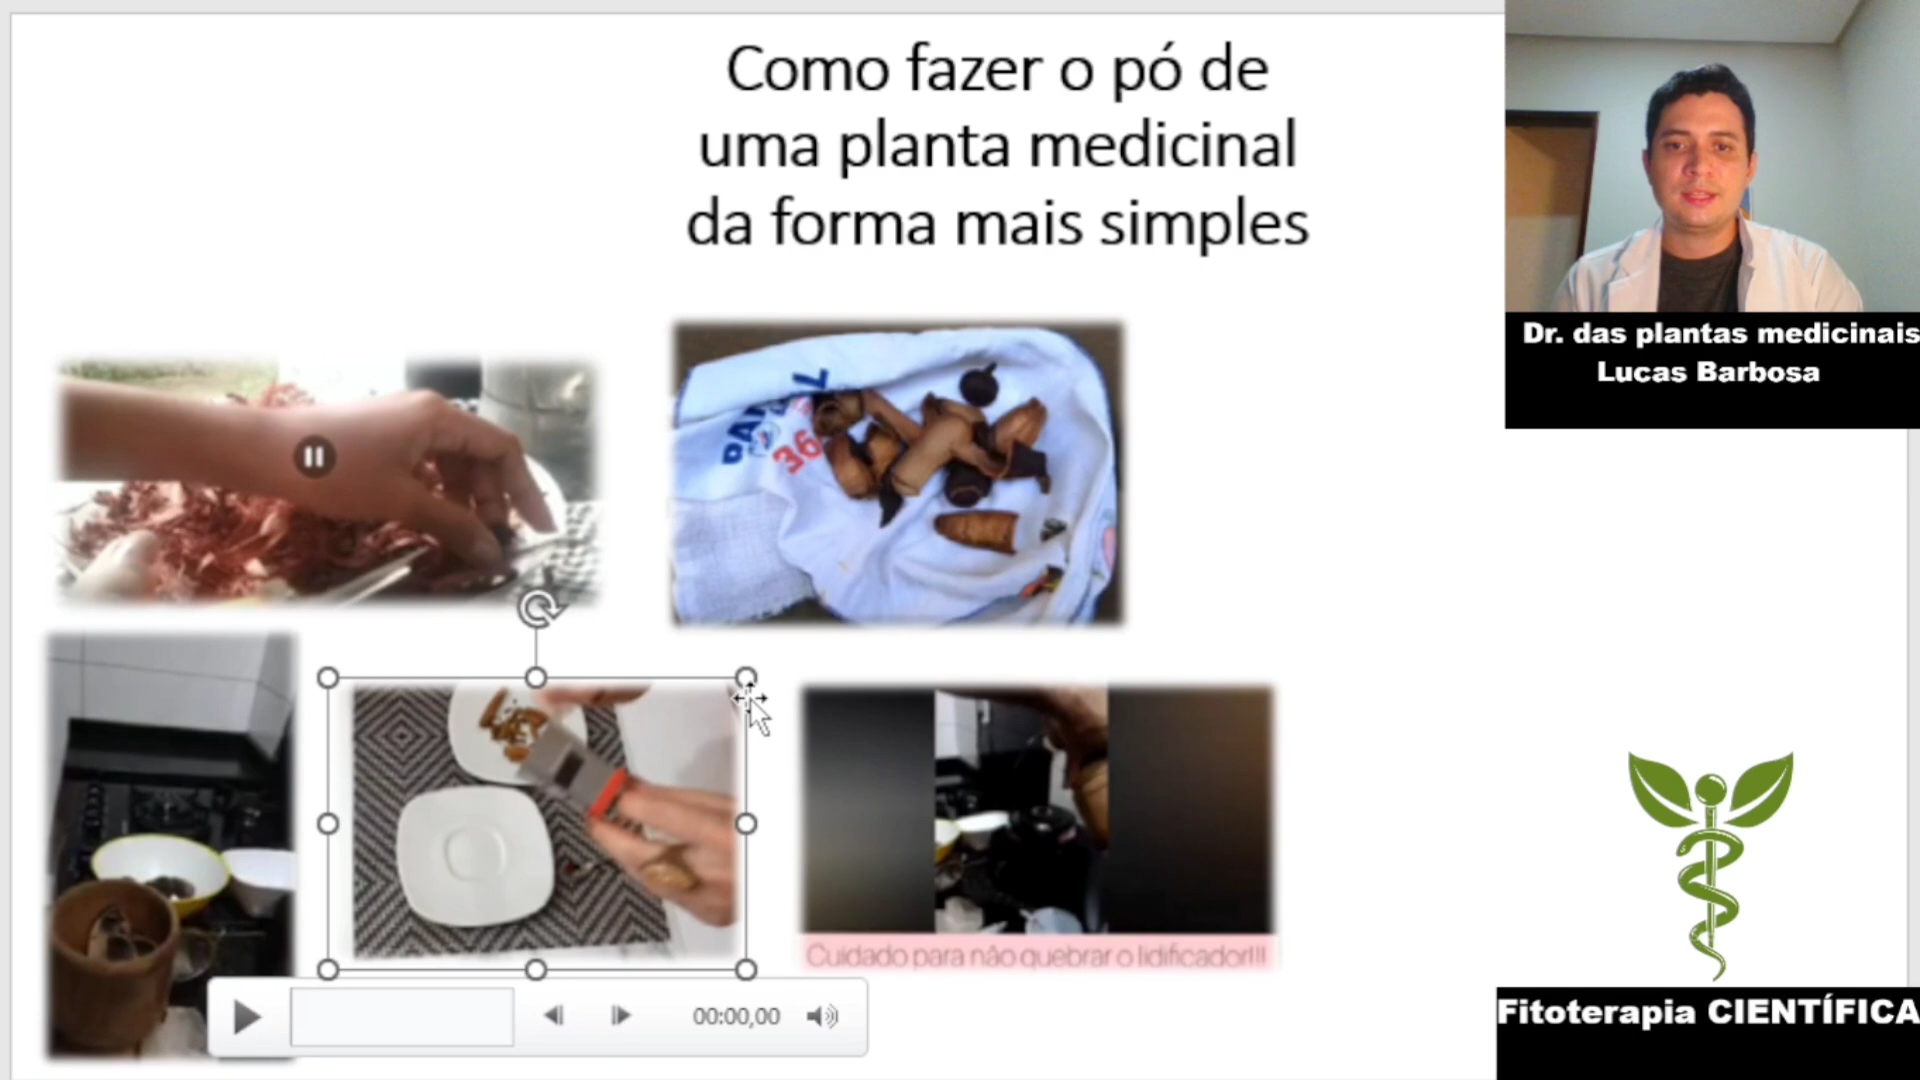 Como fazer o pó de
uma planta medicinal
da forma mais simples
Dr. das plantas medicinais
Lucas Barbosa
36
Cuidado para não quebrar o lidificador!!!
00:00,00
Fitoterapia CIENTÍFICA